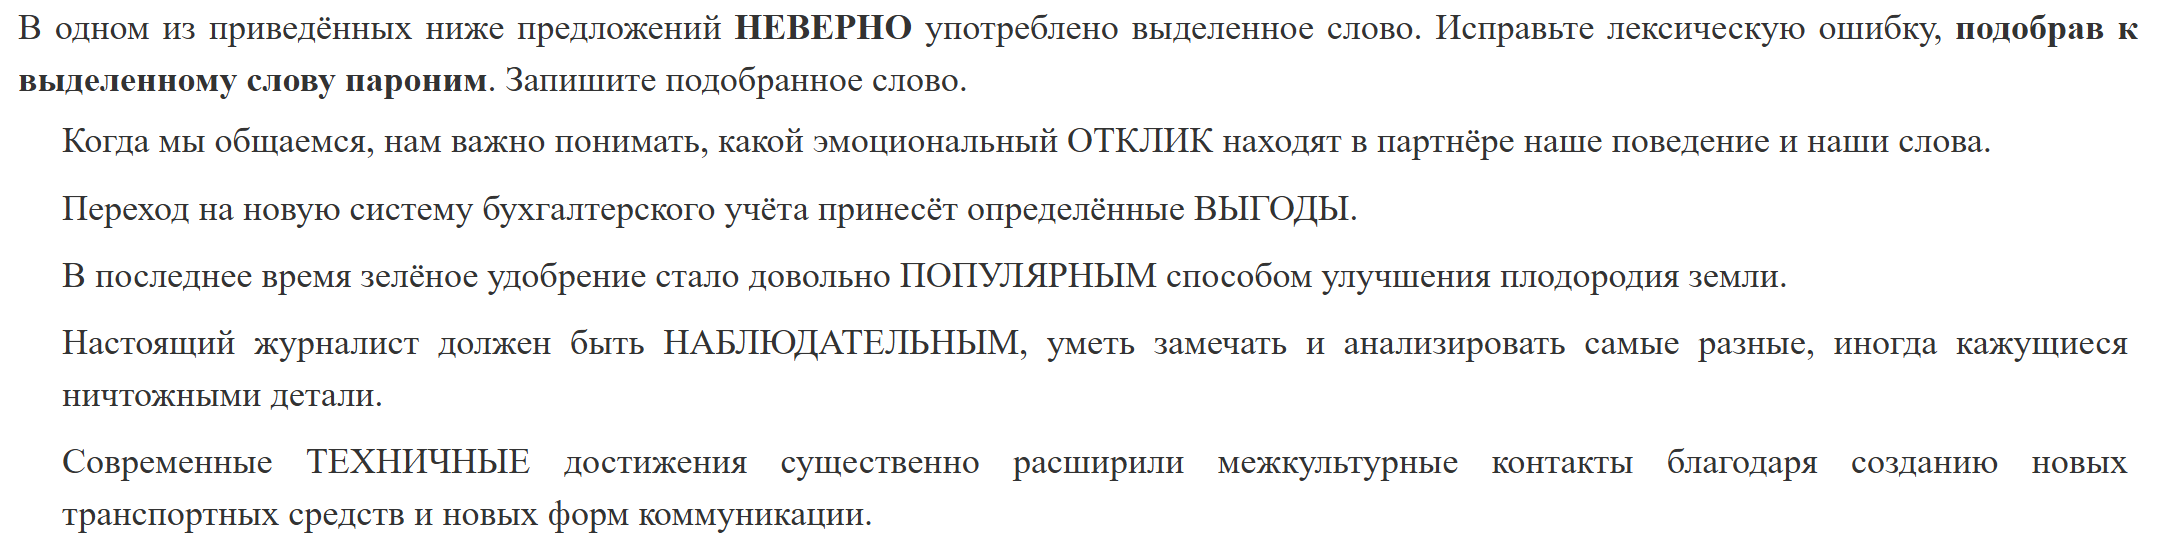 В одном из приведённых ниже предложений НЕВЕРНО употреблено выделенное слово. Исправьте лексическую ошибку, подобрав к
выделенному слову пароним. Запишите подобранное слово.
Когда мы общаемся, нам важно понимать, какой эмоциональный ОТКЛИК находят в партнёре наше поведение и наши слова.
Переход на новую систему бухгалтерского учёта принесёт определённые ВЫГОДЫ.
В последнее время зелёное удобрение стало довольно ПОПУЛЯРНЫМ способом улучшения плодородия земли.
Настоящий журналист должен быть НАБЛЮДАТЕЛЬНЫМ, уметь замечать и анализировать самые разные, иногда кажущиеся
ничтожными детали.
Современные ТЕХНИЧНЫЕ достижения существенно расширили межкультурные контакты благодаря созданию новых
транспортных средств и новых форм коммуникации.